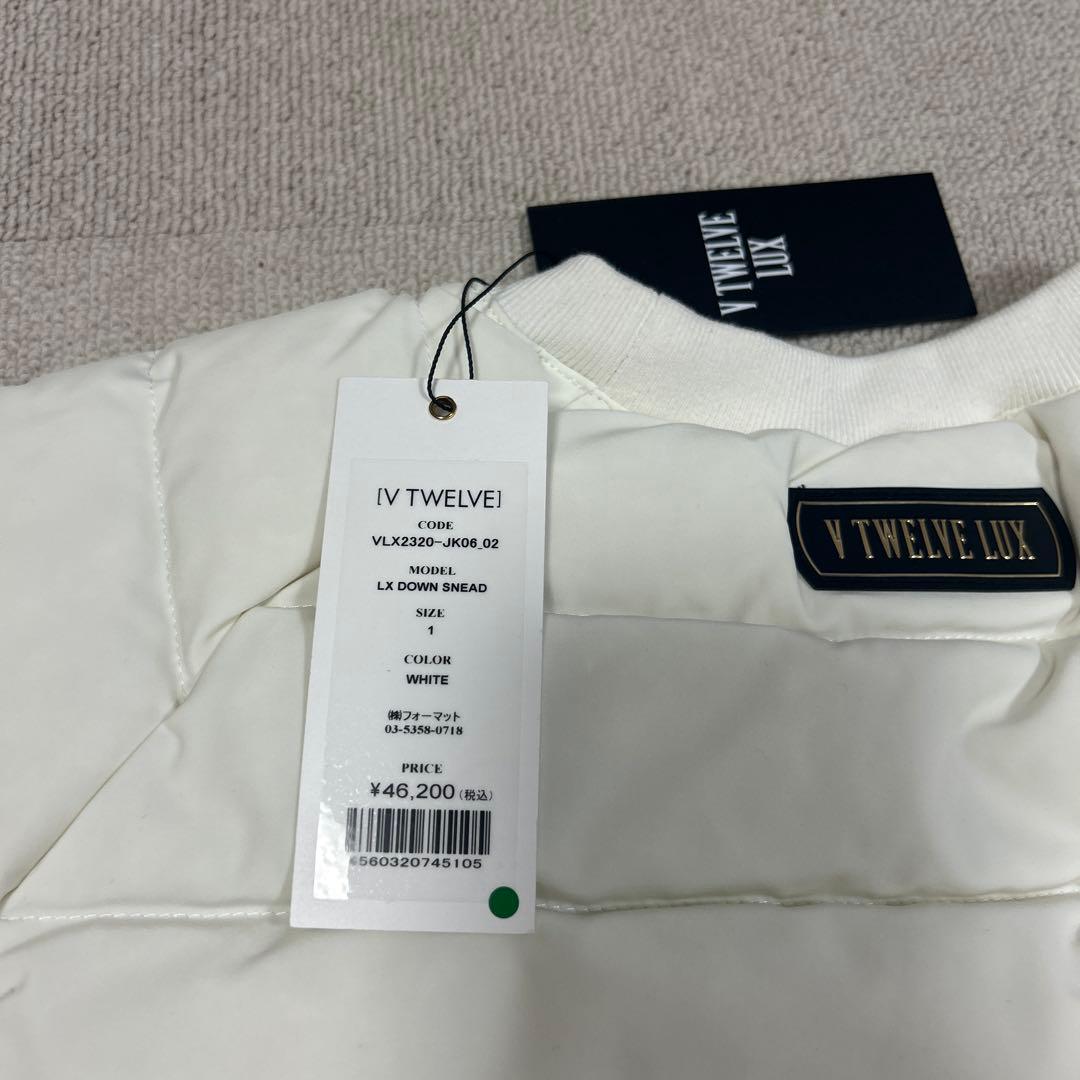 V TWELVE
LUX
[V TWELVE]
CODE
VLX2320-JK06_02
MODEL
LX DOWN SNEAD
SIZE
1
COLOR
WHITE
㈱フォーマット
03-5358-0718
PRICE
¥46,200(税込)
4560320745105
V TWELVE LUX